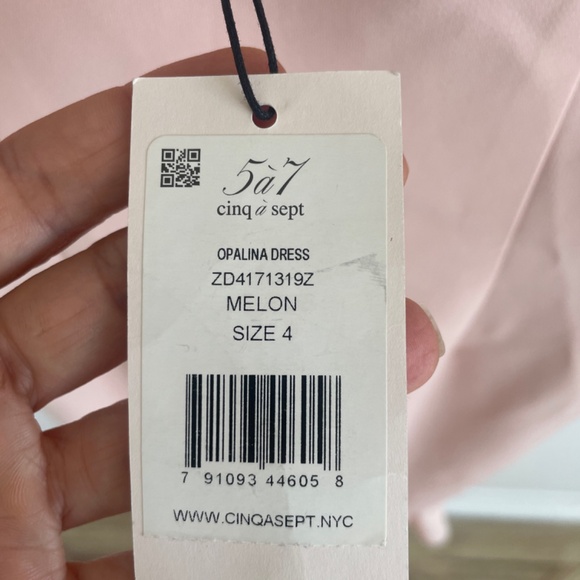 5à7
cinq à sept
OPALINA DRESS
ZD4171319Z
MELON
SIZE 4
7 91093 44605 8
WWW.CINQASEPT.NYC